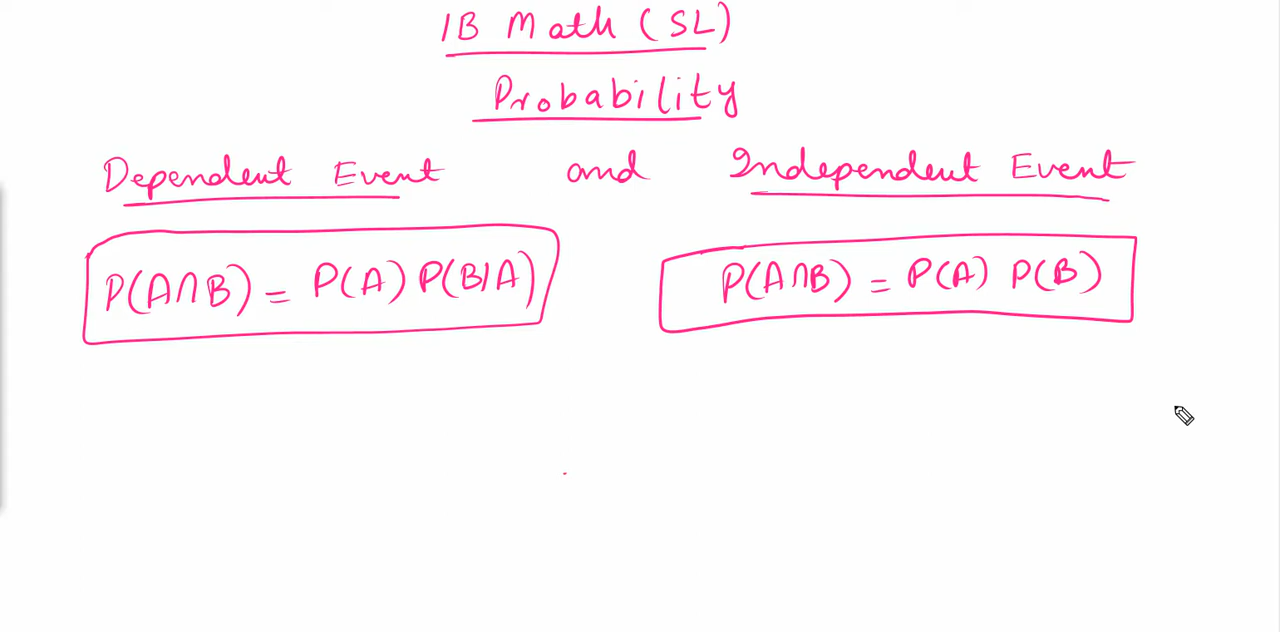 IB Math (SL)
Probability
Dependent Event and Independent Event
P(A∩B) = P(A) P(B/A) P(A∩B) = P(A) P(B)